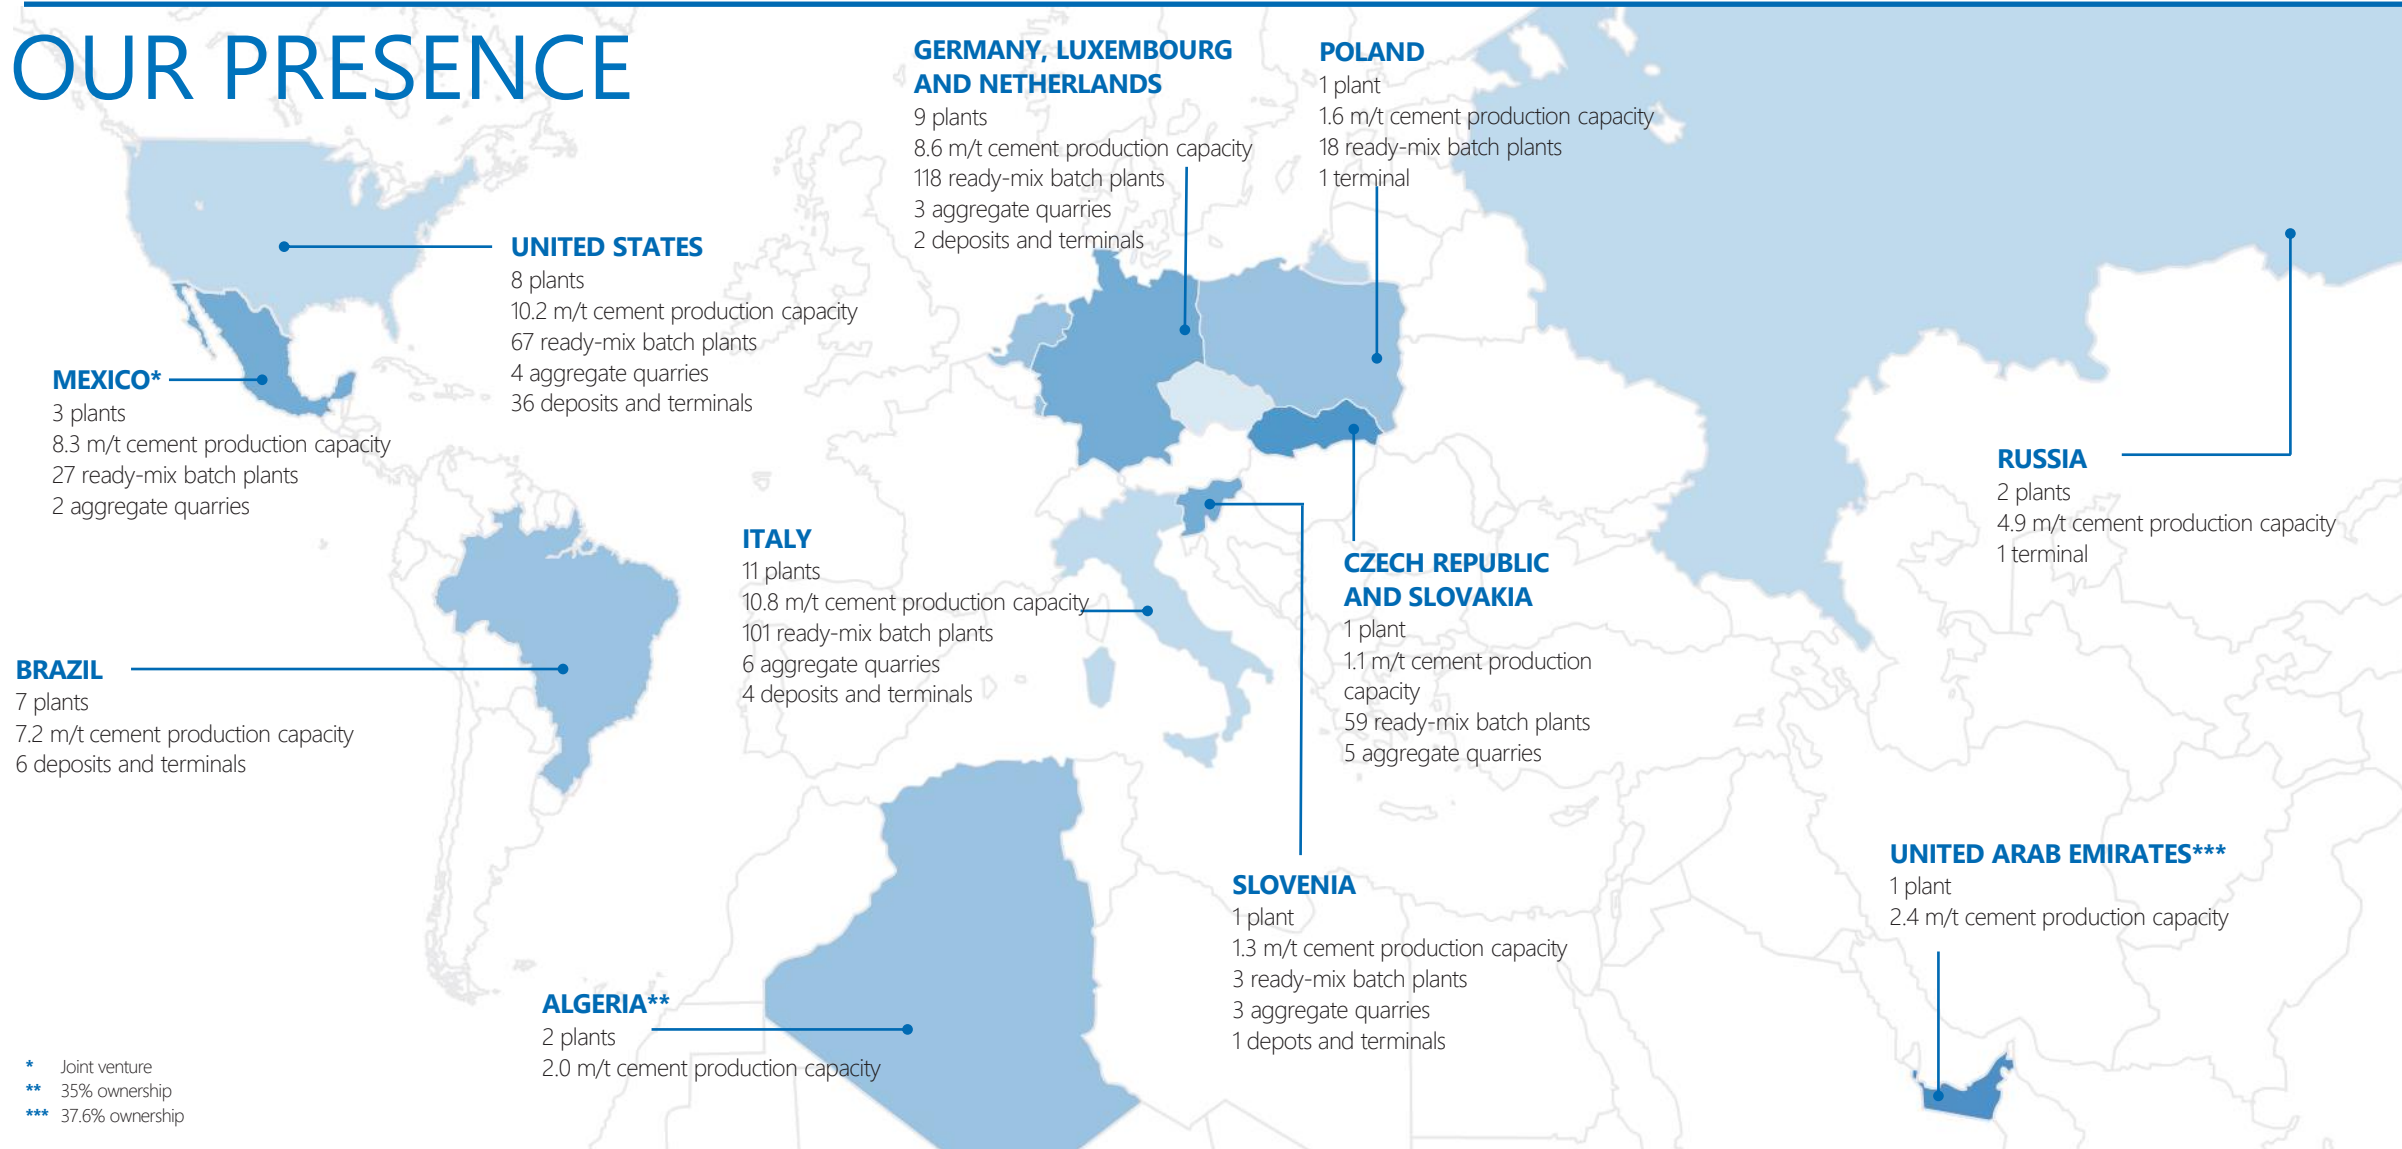 OUR PRESENCE
GERMANY, LUXEMBOURG
AND NETHERLANDS
9 plants
8.6 m/t cement production capacity
118 ready-mix batch plants
3 aggregate quarries
2 deposits and terminals
POLAND
1 plant
1.6 m/t cement production capacity
18 ready-mix batch plants
1 terminal
UNITED STATES
8 plants
10.2 m/t cement production capacity
67 ready-mix batch plants
4 aggregate quarries
36 deposits and terminals
MEXICO*
3 plants
8.3 m/t cement production capacity
27 ready-mix batch plants
2 aggregate quarries
RUSSIA
2 plants
4.9 m/t cement production capacity
1 terminal
ITALY
11 plants
10.8 m/t cement production capacity
101 ready-mix batch plants
6 aggregate quarries
4 deposits and terminals
CZECH REPUBLIC
AND SLOVAKIA
1 plant
1.1 m/t cement production
capacity
59 ready-mix batch plants
5 aggregate quarries
BRAZIL
7 plants
7.2 m/t cement production capacity
6 deposits and terminals
UNITED ARAB EMIRATES***
1 plant
2.4 m/t cement production capacity
SLOVENIA
1 plant
1.3 m/t cement production capacity
3 ready-mix batch plants
3 aggregate quarries
1 depots and terminals
ALGERIA**
2 plants
2.0 m/t cement production capacity
* Joint venture
** 35% ownership
*** 37.6% ownership